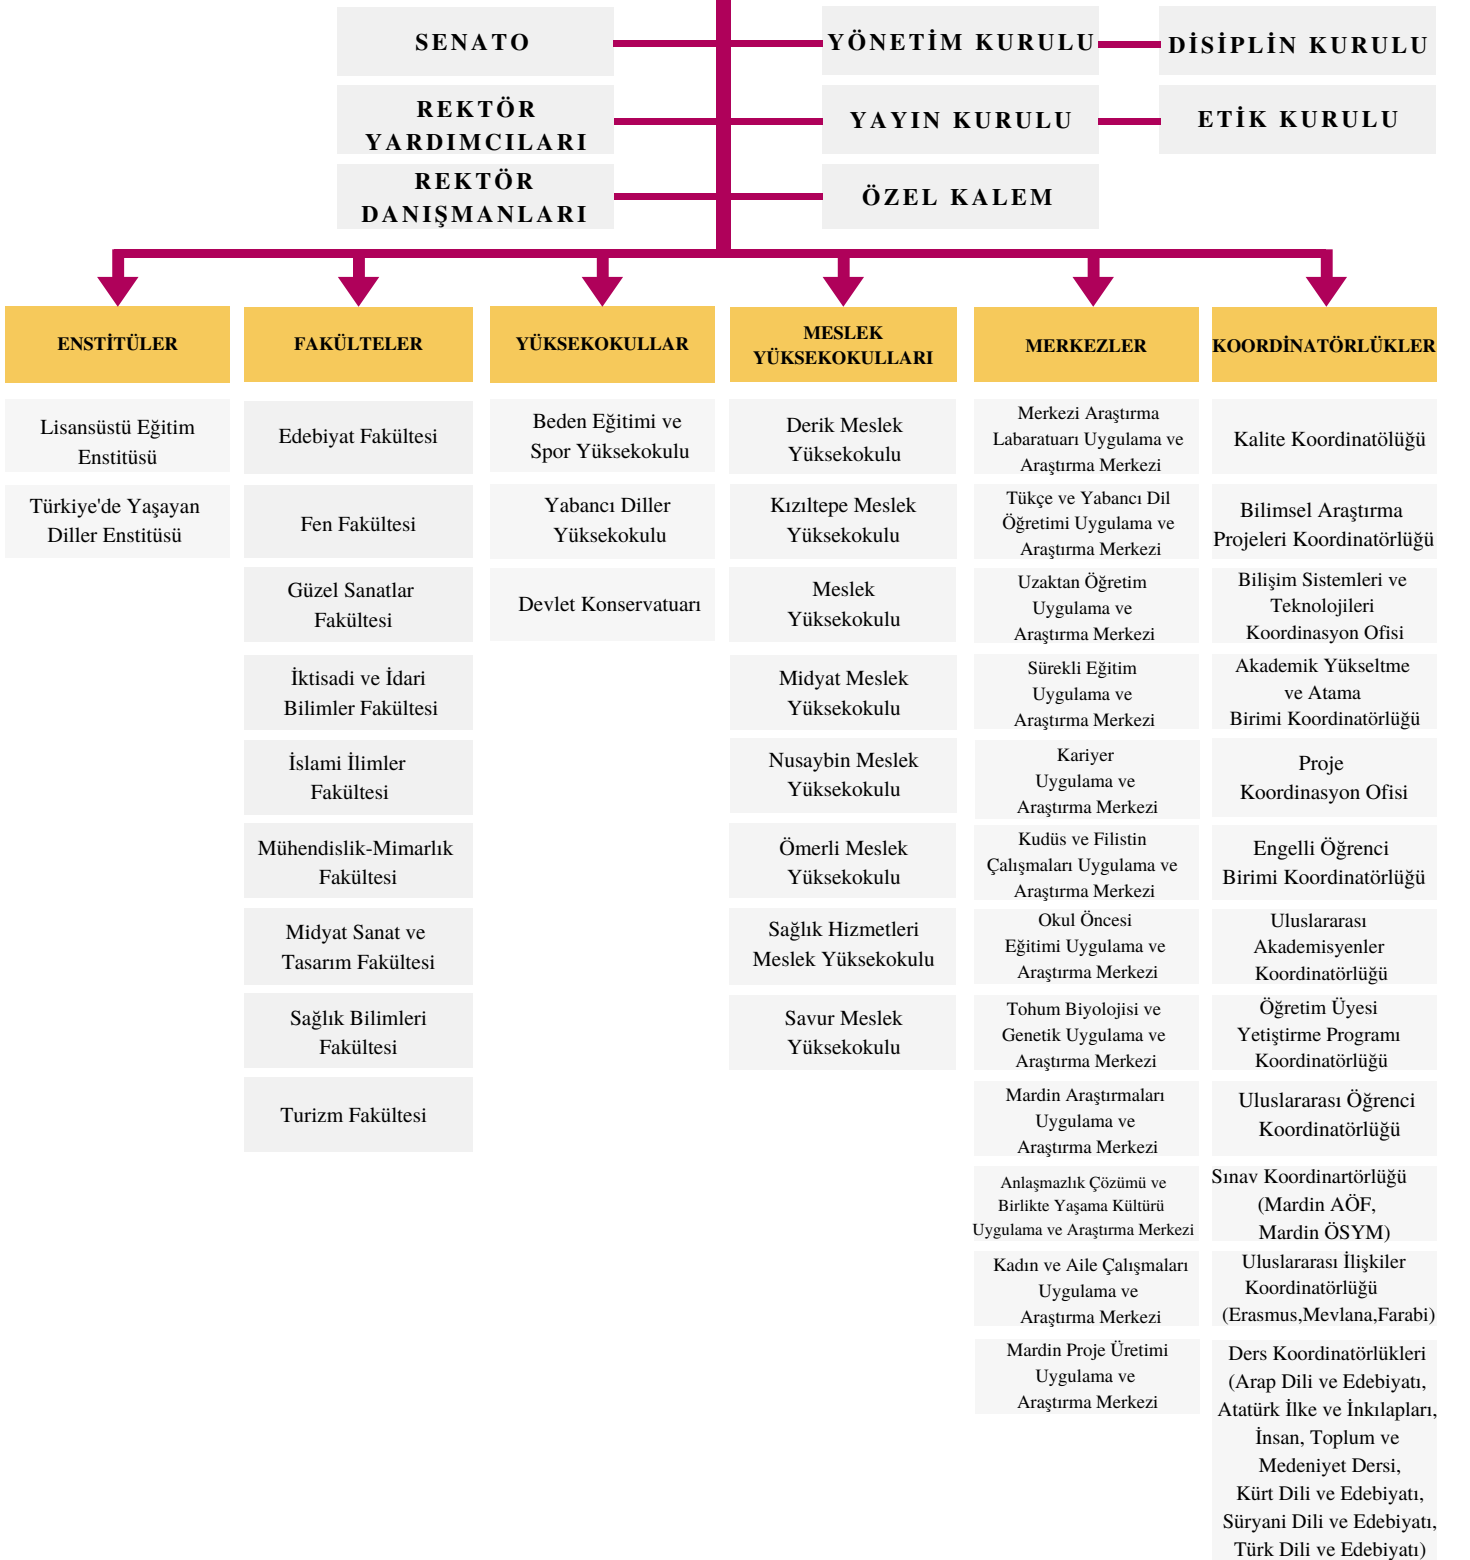 SENATO
YÖNETİM KURULU
DİSİPLİN KURULU
REKTÖR
YARDIMCILARI
YAYIN KURULU
ETİK KURULU
REKTÖR
DANIŞMANLARI
ÖZEL KALEM
ENSTİTÜLER
Lisansüstü Eğitim
Enstitüsü
Türkiye'de Yaşayan
Diller Enstitüsü
FAKÜLTELER
Edebiyat Fakültesi
Fen Fakültesi
Güzel Sanatlar
Fakültesi
İktisadi ve İdari
Bilimler Fakültesi
İslami İlimler
Fakültesi
Mühendislik-Mimarlık
Fakültesi
Midyat Sanat ve
Tasarım Fakültesi
Sağlık Bilimleri
Fakültesi
Turizm Fakültesi
YÜKSEKOKULLAR
Beden Eğitimi ve
Spor Yüksekokulu
Yabancı Diller
Yüksekokulu
Devlet Konservatuarı
MESLEK
YÜKSEKOKULLARI
Derik Meslek
Yüksekokulu
Kızıltepe Meslek
Yüksekokulu
Meslek
Yüksekokulu
Midyat Meslek
Yüksekokulu
Nusaybin Meslek
Yüksekokulu
Ömerli Meslek
Yüksekokulu
Sağlık Hizmetleri
Meslek Yüksekokulu
Savur Meslek
Yüksekokulu
MERKEZLER
Merkezi Araştırma
Labaratuarı Uygulama ve
Araştırma Merkezi
Tükçe ve Yabancı Dil
Öğretimi Uygulama ve
Araştırma Merkezi
Uzaktan Öğretim
Uygulama ve
Araştırma Merkezi
Sürekli Eğitim
Uygulama ve
Araştırma Merkezi
Kariyer
Uygulama ve
Araştırma Merkezi
Kudüs ve Filistin
Çalışmaları Uygulama ve
Araştırma Merkezi
Okul Öncesi
Eğitimi Uygulama ve
Araştırma Merkezi
Tohum Biyolojisi ve
Genetik Uygulama ve
Araştırma Merkezi
Mardin Araştırmaları
Uygulama ve
Araştırma Merkezi
Anlaşmazlık Çözümü ve
Birlikte Yaşama Kültürü
Uygulama ve Araştırma Merkezi
Kadın ve Aile Çalışmaları
Uygulama ve
Araştırma Merkezi
Mardin Proje Üretimi
Uygulama ve
Araştırma Merkezi
KOORDİNATÖRLÜKLER
Kalite Koordinatölüğü
Bilimsel Araştırma
Projeleri Koordinatörlüğü
Bilişim Sistemleri ve
Teknolojileri
Koordinasyon Ofisi
Akademik Yükseltme
ve Atama
Birimi Koordinatörlüğü
Proje
Koordinasyon Ofisi
Engelli Öğrenci
Birimi Koordinatörlüğü
Uluslararası
Akademisyenler
Koordinatörlüğü
Öğretim Üyesi
Yetiştirme Programı
Koordinatörlüğü
Uluslararası Öğrenci
Koordinatörlüğü
Sınav Koordinartörlüğü
(Mardin AÖF,
Mardin ÖSYM)
Uluslararası İlişkiler
Koordinatörlüğü
(Erasmus,Mevlana,Farabi)
Ders Koordinatörlükleri
(Arap Dili ve Edebiyatı,
Atatürk İlke ve İnkılapları,
İnsan, Toplum ve
Medeniyet Dersi,
Kürt Dili ve Edebiyatı,
Süryani Dili ve Edebiyatı,
Türk Dili ve Edebiyatı)